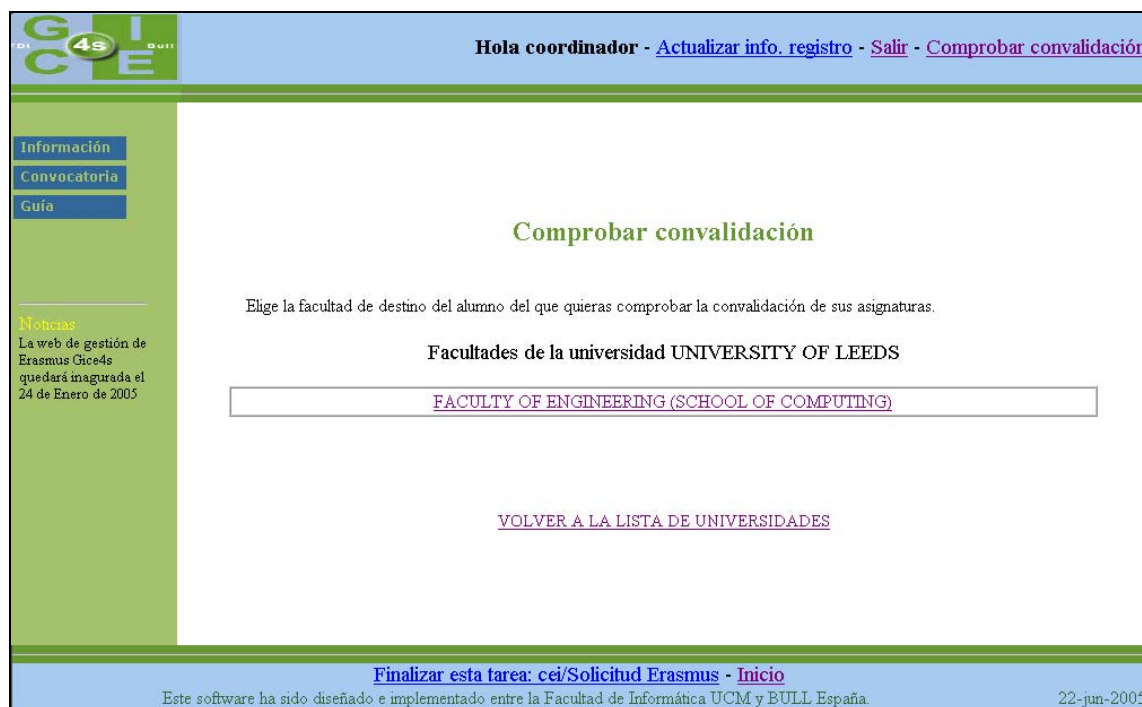 G I
TDI 4s Bull
C E
Hola coordinador - Actualizar info. registro - Salir - Comprobar convalidación
Información
Convocatoria
Guía
Comprobar convalidación
Elige la facultad de destino del alumno del que quieras comprobar la convalidación de sus asignaturas.
Noticias
La web de gestión de
Erasmus Gice4s
quedará inagurada el
24 de Enero de 2005
Facultades de la universidad UNIVERSITY OF LEEDS
FACULTY OF ENGINEERING (SCHOOL OF COMPUTING)
VOLVER A LA LISTA DE UNIVERSIDADES
Finalizar esta tarea: cei/Solicitud Erasmus - Inicio
Este software ha sido diseñado e implementado entre la Facultad de Informática UCM y BULL España.
22-jun-2005